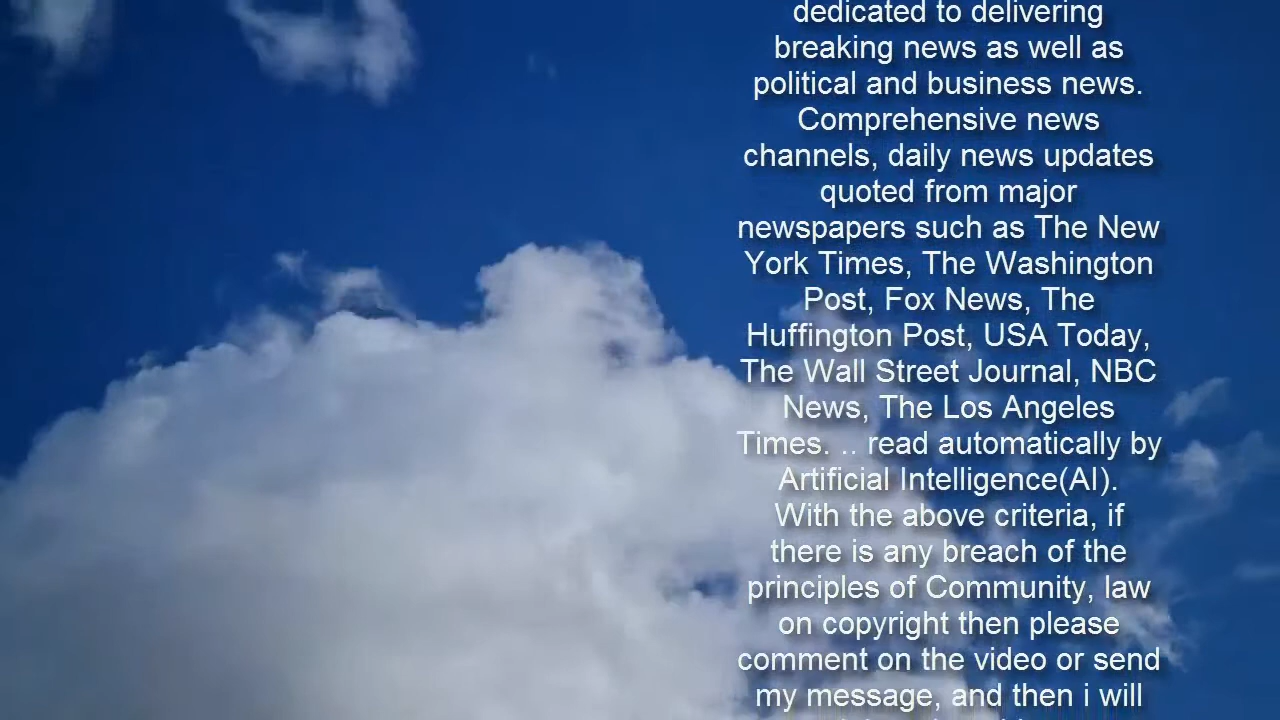 dedicated to delivering
breaking news as well as
political and business news.
Comprehensive news
channels, daily news updates
quoted from major
newspapers such as The New
York Times, The Washington
Post, Fox News, The
Huffington Post, USA Today,
The Wall Street Journal, NBC
News, The Los Angeles
Times. .. read automatically by
Artificial Intelligence(AI).
With the above criteria, if
there is any breach of the
principles of Community, law
on copyright then please
comment on the video or send
my message, and then i will